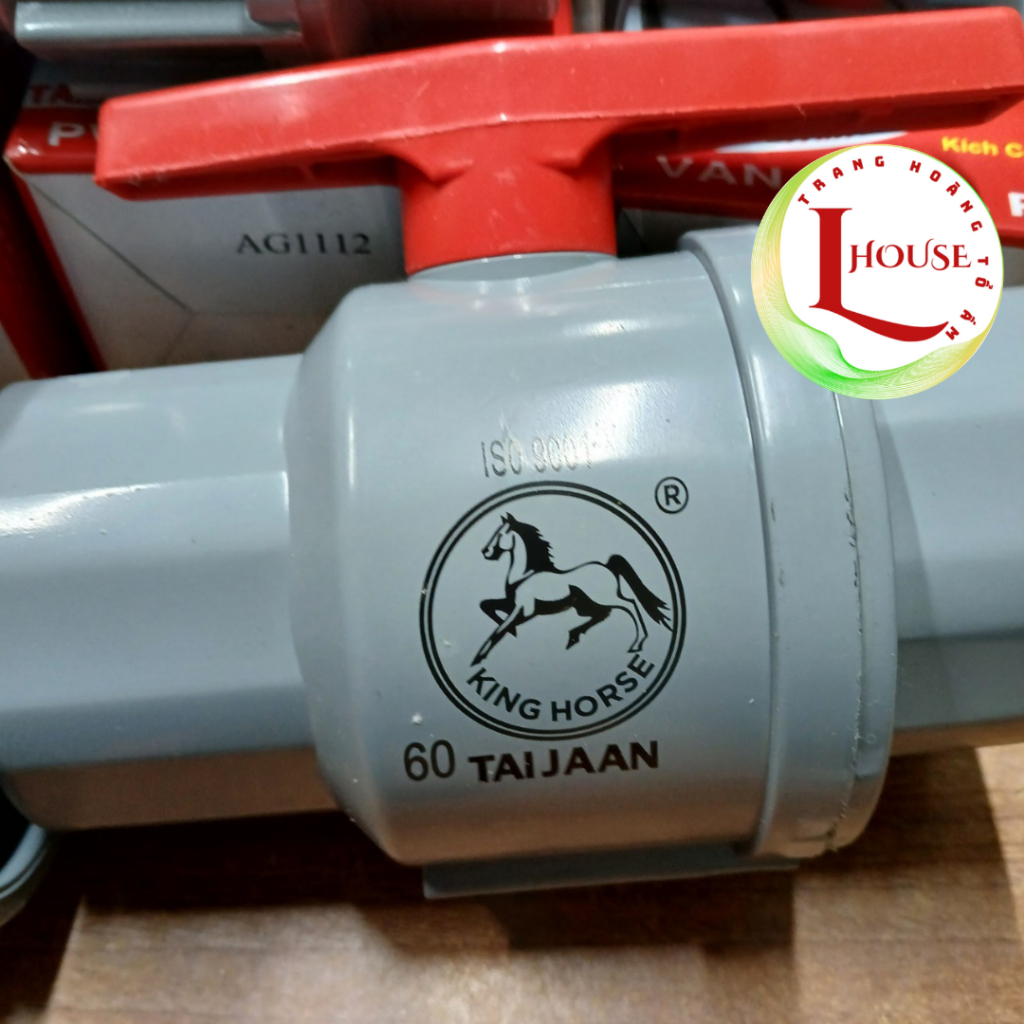 AG1112
VAN
Kích C
TRANG HOÀNG TỔ ẤM
L HOUSE
ISO 9001
®
KING HORSE
60 TAIJAAN